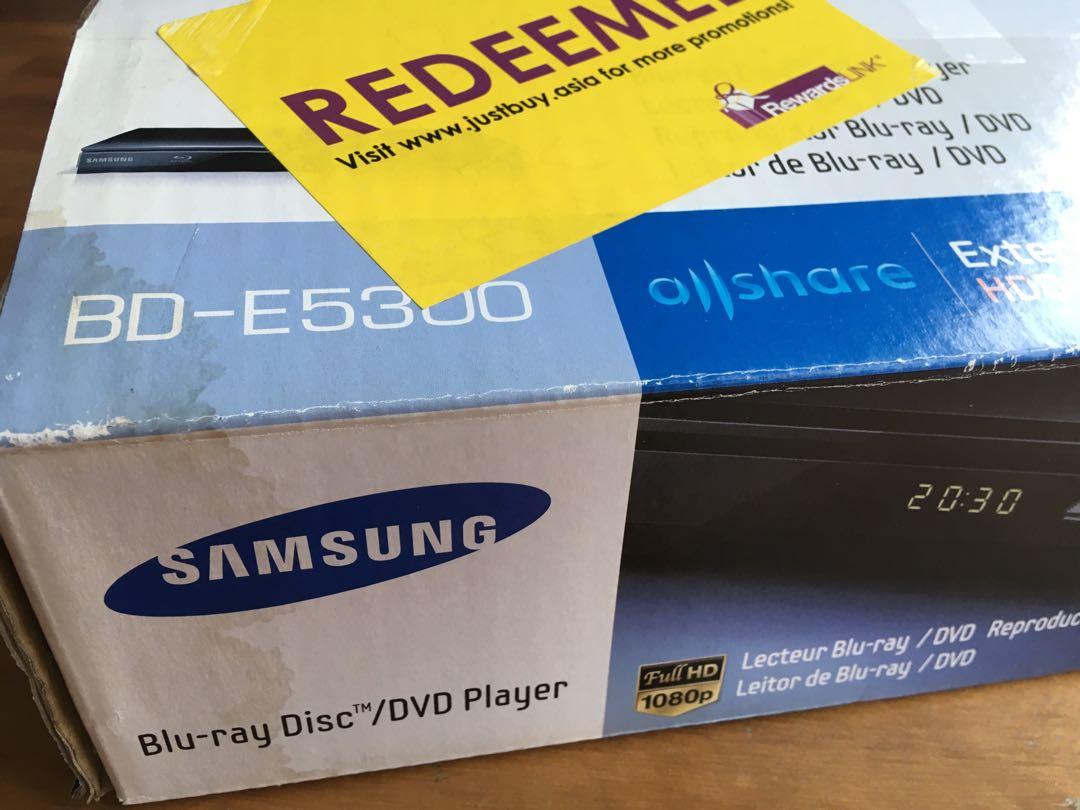 REDEEMED
Visit www.justbuy.asia for more promotions!
RewardsLINK
DVD
Blu-ray / DVD
de Blu-ray / DVD
SAMSUNG
BD-E5300
allshare
HDD
SAMSUNG
20:30
Blu-ray Disc™/DVD Player
Full HD
1080p
Lecteur Blu-ray / DVD
Leitor de Blu-ray / DVD